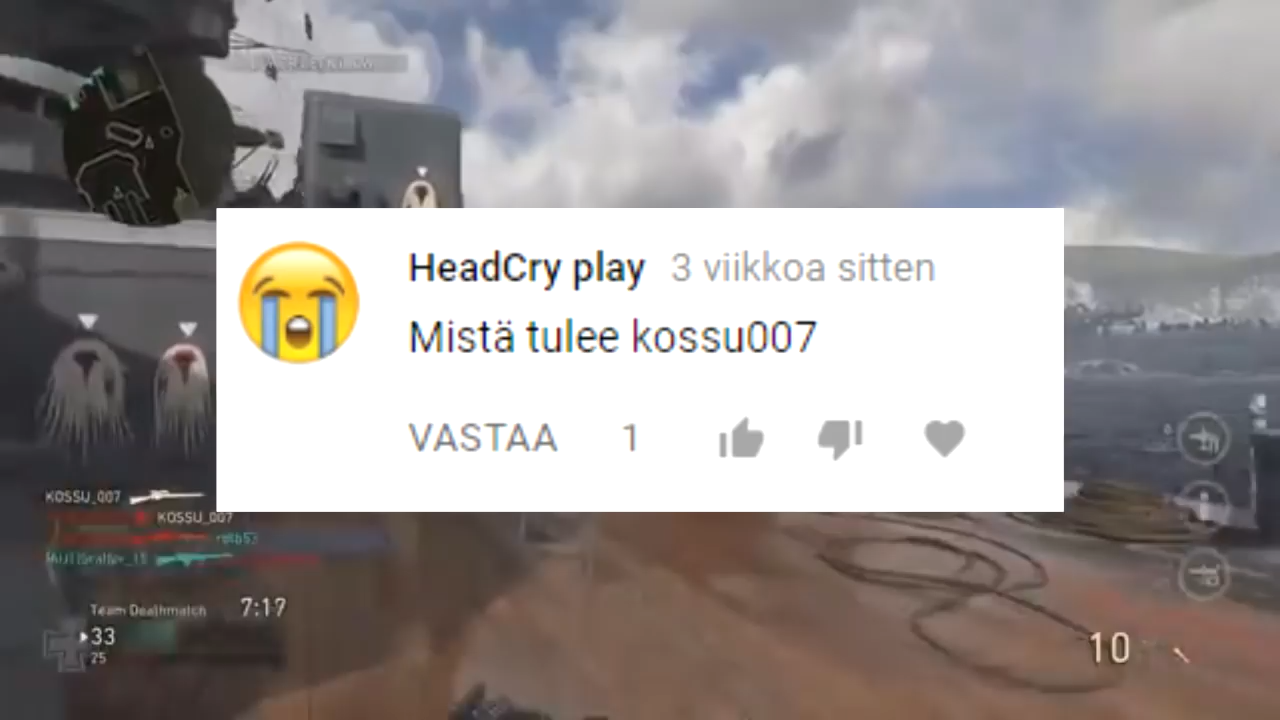 HeadCry play 3 viikkoa sitten
Mistä tulee kossu007
VASTAA 1
KOSSU_007
KOSSU_007
Team Deathmatch 7:17
33
25
10